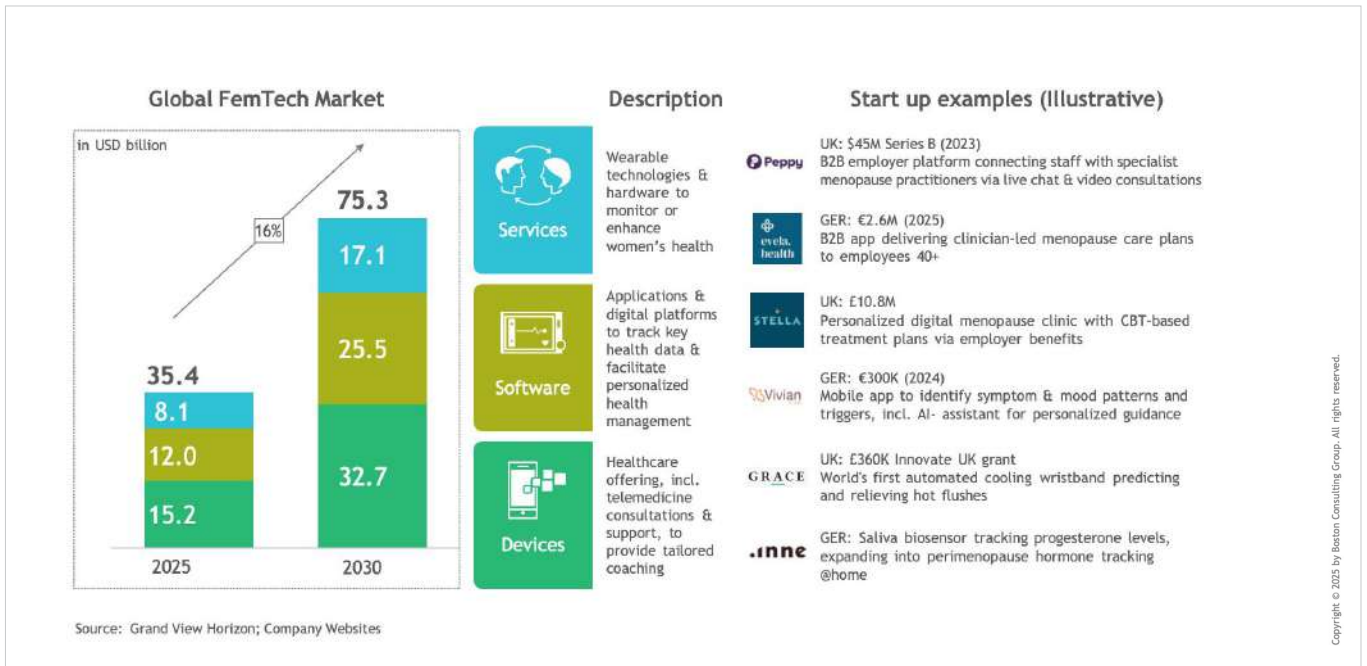 Global FemTech Market
in USD billion
16%
75.3
17.1
25.5
32.7
35.4
8.1
12.0
15.2
2025
2030
Description
Services
Wearable
technologies &
hardware to
monitor or
enhance
women's health
Software
Applications &
digital platforms
to track key
health data &
facilitate
personalized
health
management
Devices
Healthcare
offering, incl.
telemedicine
consultations &
support, to
provide tailored
coaching
Start up examples (Illustrative)
Peppy
UK: $45M Series B (2023)
B2B employer platform connecting staff with specialist
menopause practitioners via live chat & video consultations
evela.
health
GER: €2.6M (2025)
B2B app delivering clinician-led menopause care plans
to employees 40+
STELLA
UK: £10.8M
Personalized digital menopause clinic with CBT-based
treatment plans via employer benefits
Vivian
GER: €300K (2024)
Mobile app to identify symptom & mood patterns and
triggers, incl. AI- assistant for personalized guidance
GRACE
UK: £360K Innovate UK grant
World's first automated cooling wristband predicting
and relieving hot flushes
.ınne
GER: Saliva biosensor tracking progesterone levels,
expanding into perimenopause hormone tracking
@home
Source: Grand View Horizon; Company Websites
Copyright © 2025 by Boston Consulting Group. All rights reserved.